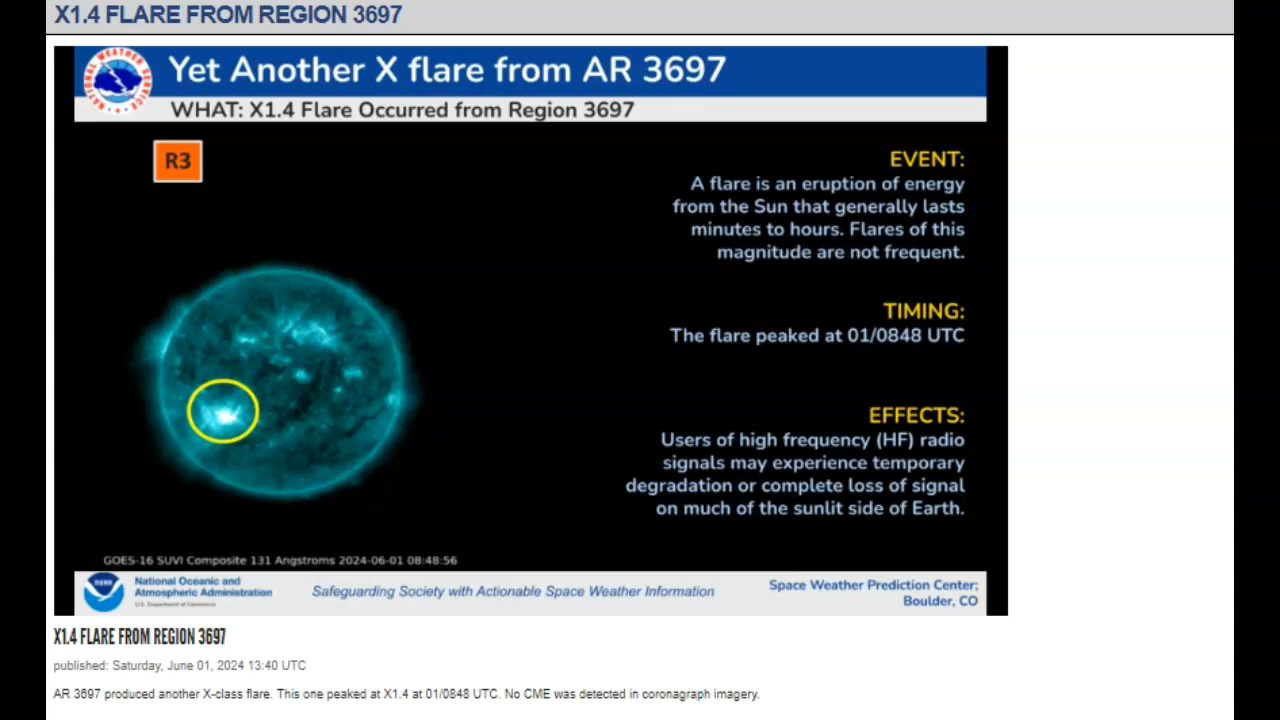 X1.4 FLARE FROM REGION 3697
Yet Another X flare from AR 3697
WHAT: X1.4 Flare Occurred from Region 3697
NATIONAL WEATHER SERVICE
R3
EVENT:
A flare is an eruption of energy
from the Sun that generally lasts
minutes to hours. Flares of this
magnitude are not frequent.
TIMING:
The flare peaked at 01/0848 UTC
EFFECTS:
Users of high frequency (HF) radio
signals may experience temporary
degradation or complete loss of signal
on much of the sunlit side of Earth.
GOES-16 SUVI Composite 131 Angstroms 2024-06-01 08:48:56
NOAA
National Oceanic and
Atmospheric Administration
U.S. Department of Commerce
Safeguarding Society with Actionable Space Weather Information
Space Weather Prediction Center;
Boulder, CO
X1.4 FLARE FROM REGION 3697
published: Saturday, June 01, 2024 13:40 UTC
AR 3697 produced another X-class flare. This one peaked at X1.4 at 01/0848 UTC. No CME was detected in coronagraph imagery.